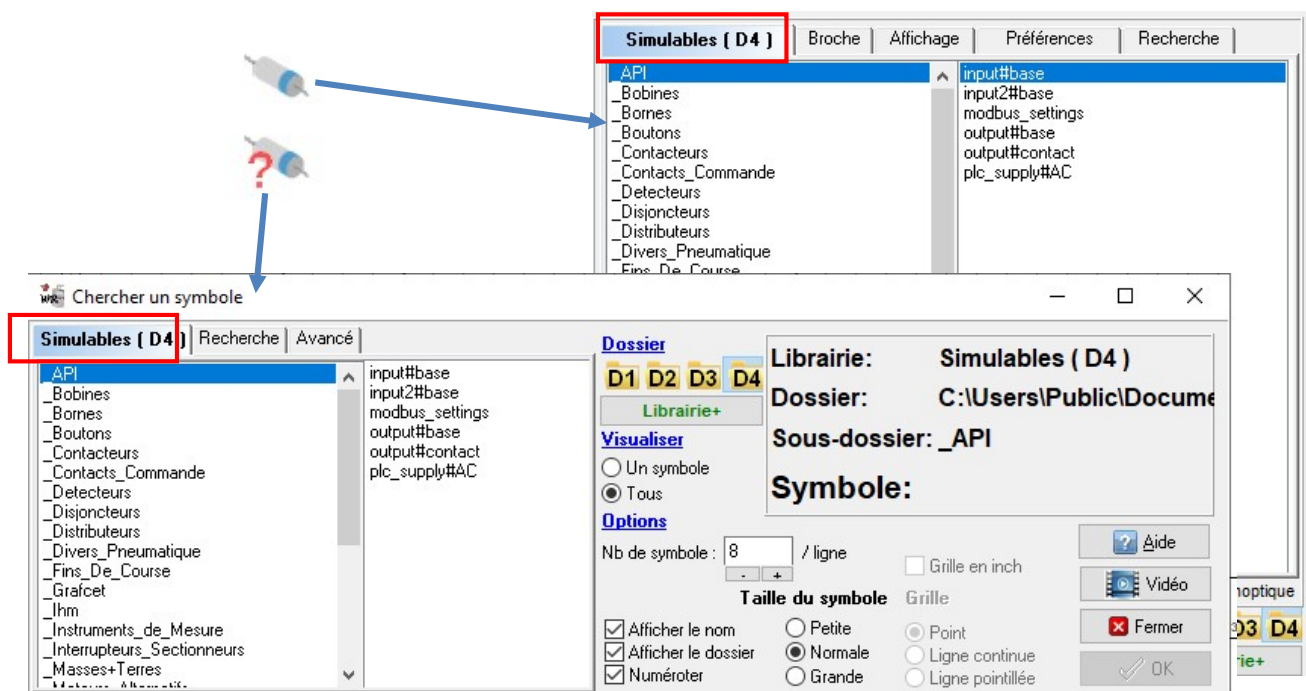 Simulables ( D4 ) Broche Affichage Préférences Recherche
_API
_Bobines
_Bornes
_Boutons
_Contacteurs
_Contacts_Commande
_Detecteurs
_Disjoncteurs
_Distributeurs
_Divers_Pneumatique
_Fins_De_Course
input#base
input2#base
modbus_settings
output#base
output#contact
plc_supply#AC
?
Chercher un symbole
Simulables ( D4 ) Recherche Avancé
_API
_Bobines
_Bornes
_Boutons
_Contacteurs
_Contacts_Commande
_Detecteurs
_Disjoncteurs
_Distributeurs
_Divers_Pneumatique
_Fins_De_Course
_Grafcet
_Ihm
_Instruments_de_Mesure
_Interrupteurs_Sectionneurs
_Masses+Terres
input#base
input2#base
modbus_settings
output#base
output#contact
plc_supply#AC
Dossier
D1 D2 D3 D4
Librairie+
Visualiser
Un symbole
Tous
Options
Nb de symbole : 8 / ligne
- +
Librairie: Simulables ( D4 )
Dossier: C:\Users\Public\Docume
Sous-dossier: _API
Symbole:
Grille en inch
Taille du symbole Grille
Afficher le nom Petite Point
Afficher le dossier Normale Ligne continue
Numéroter Grande Ligne pointillée
Aide
Vidéo
Fermer
OK
noptique
D3 D4
rie+